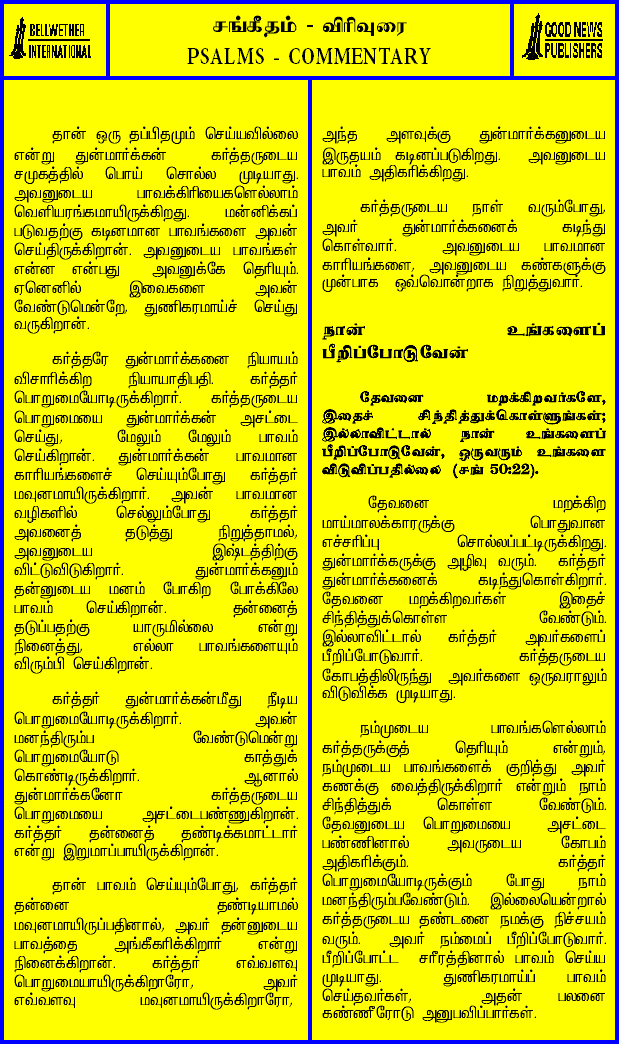 BELLWETHER
INTERNATIONAL
சங்கீதம் - விரிவுரை
PSALMS - COMMENTARY
GOOD NEWS
PUBLISHERS
தான் ஒரு தப்பிதமும் செய்யவில்லை
என்று துன்மார்க்கன் கர்த்தருடைய
சமுகத்தில் பொய் சொல்ல முடியாது.
அவனுடைய பாவக்கிரியைகளெல்லாம்
வெளியரங்கமாயிருக்கிறது. மன்னிக்கப்
படுவதற்கு கடினமான பாவங்களை அவன்
செய்திருக்கிறான். அவனுடைய பாவங்கள்
என்ன என்பது அவனுக்கே தெரியும்.
ஏனெனில் இவைகளை அவன்
வேண்டுமென்றே, துணிகரமாய்ச் செய்து
வருகிறான்.
கர்த்தரே துன்மார்க்கனை நியாயம்
விசாரிக்கிற நியாயாதிபதி. கர்த்தர்
பொறுமையோடிருக்கிறார். கர்த்தருடைய
பொறுமையை துன்மார்க்கன் அசட்டை
செய்து, மேலும் மேலும் பாவம்
செய்கிறான். துன்மார்க்கன் பாவமான
காரியங்களைச் செய்யும்போது கர்த்தர்
மவுனமாயிருக்கிறார். அவன் பாவமான
வழிகளில் செல்லும்போது கர்த்தர்
அவனைத் தடுத்து நிறுத்தாமல்,
அவனுடைய இஷ்டத்திற்கு
விட்டுவிடுகிறார். துன்மார்க்கனும்
தன்னுடைய மனம் போகிற போக்கிலே
பாவம் செய்கிறான். தன்னைத்
தடுப்பதற்கு யாருமில்லை என்று
நினைத்து, எல்லா பாவங்களையும்
விரும்பி செய்கிறான்.
கர்த்தர் துன்மார்க்கன்மீது நீடிய
பொறுமையோடிருக்கிறார். அவன்
மனந்திரும்ப வேண்டுமென்று
பொறுமையோடு காத்துக்
கொண்டிருக்கிறார். ஆனால்
துன்மார்க்கனோ கர்த்தருடைய
பொறுமையை அசட்டைபண்ணுகிறான்.
கர்த்தர் தன்னைத் தண்டிக்கமாட்டார்
என்று இறுமாப்பாயிருக்கிறான்.
தான் பாவம் செய்யும்போது, கர்த்தர்
தன்னை தண்டியாமல்
மவுனமாயிருப்பதினால், அவர் தன்னுடைய
பாவத்தை அங்கீகரிக்கிறார் என்று
நினைக்கிறான். கர்த்தர் எவ்வளவு
பொறுமையாயிருக்கிறாரோ, அவர்
எவ்வளவு மவுனமாயிருக்கிறாரோ,
அந்த அளவுக்கு துன்மார்க்கனுடைய
இருதயம் கடினப்படுகிறது. அவனுடைய
பாவம் அதிகரிக்கிறது.
கர்த்தருடைய நாள் வரும்போது,
அவர் துன்மார்க்கனைக் கடிந்து
கொள்வார். அவனுடைய பாவமான
காரியங்களை, அவனுடைய கண்களுக்கு
முன்பாக ஒவ்வொன்றாக நிறுத்துவார்.
நான் உங்களைப்
பீறிப்போடுவேன்
தேவனை மறக்கிறவர்களே,
இதைச் சிந்தித்துக்கொள்ளுங்கள்;
இல்லாவிட்டால் நான் உங்களைப்
பீறிப்போடுவேன், ஒருவரும் உங்களை
விடுவிப்பதில்லை (சங் 50:22).
தேவனை மறக்கிற
மாய்மாலக்காரருக்கு பொதுவான
எச்சரிப்பு சொல்லப்பட்டிருக்கிறது.
துன்மார்க்கருக்கு அழிவு வரும். கர்த்தர்
துன்மார்க்கனைக் கடிந்துகொள்கிறார்.
தேவனை மறக்கிறவர்கள் இதைச்
சிந்தித்துக்கொள்ள வேண்டும்.
இல்லாவிட்டால் கர்த்தர் அவர்களைப்
பீறிப்போடுவார். கர்த்தருடைய
கோபத்திலிருந்து அவர்களை ஒருவராலும்
விடுவிக்க முடியாது.
நம்முடைய பாவங்களெல்லாம்
கர்த்தருக்குத் தெரியும் என்றும்,
நம்முடைய பாவங்களைக் குறித்து அவர்
கணக்கு வைத்திருக்கிறார் என்றும் நாம்
சிந்தித்துக் கொள்ள வேண்டும்.
தேவனுடைய பொறுமையை அசட்டை
பண்ணினால் அவருடைய கோபம்
அதிகரிக்கும். கர்த்தர்
பொறுமையோடிருக்கும் போது நாம்
மனந்திரும்பவேண்டும். இல்லையென்றால்
கர்த்தருடைய தண்டனை நமக்கு நிச்சயம்
வரும். அவர் நம்மைப் பீறிப்போடுவார்.
பீறிப்போட்ட சரீரத்தினால் பாவம் செய்ய
முடியாது. துணிகரமாய்ப் பாவம்
செய்தவர்கள், அதன் பலனை
கண்ணீரோடு அனுபவிப்பார்கள்.